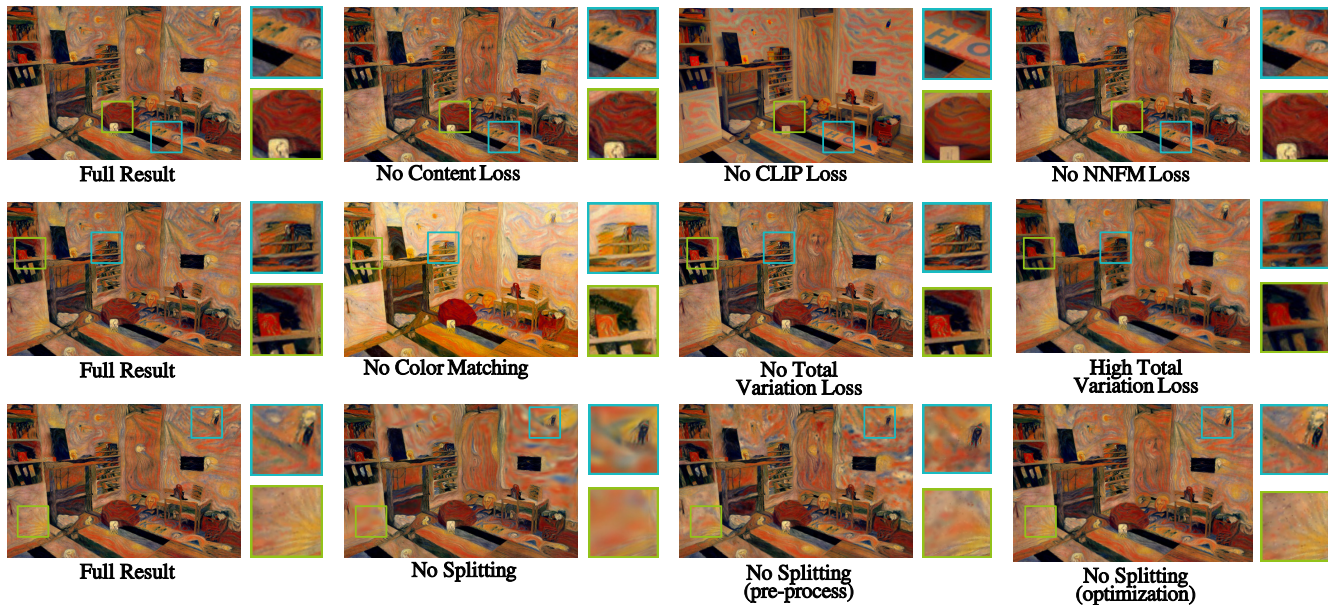 H O
Full Result
No Content Loss
No CLIP Loss
No NNFM Loss
Full Result
No Color Matching
No Total
Variation Loss
High Total
Variation Loss
Full Result
No Splitting
No Splitting
(pre-process)
No Splitting
(optimization)